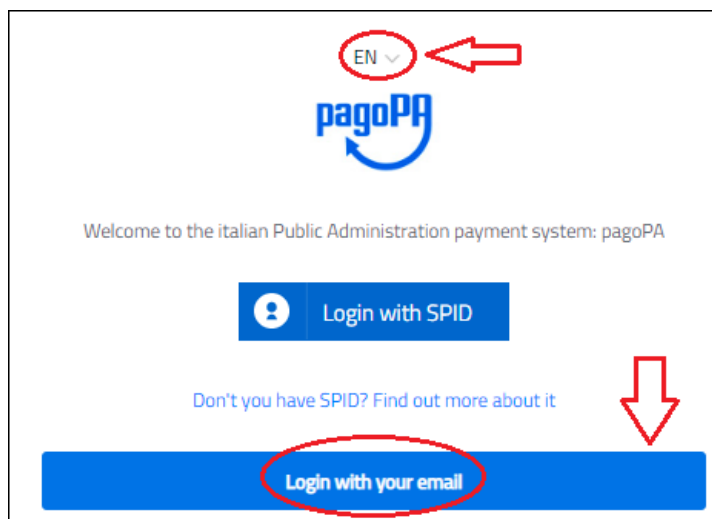 EN
pagoPA
Welcome to the italian Public Administration payment system: pagoPA
Login with SPID
Don't you have SPID? Find out more about it
Login with your email